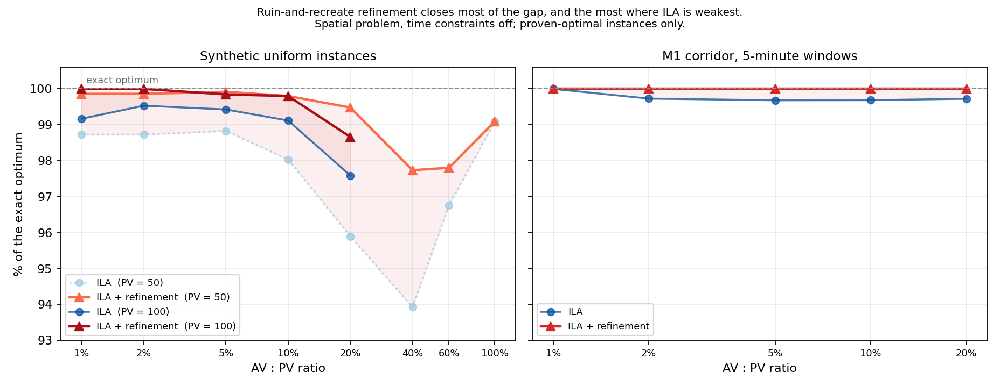 Ruin-and-recreate refinement closes most of the gap, and the most where ILA is weakest.
Spatial problem, time constraints off; proven-optimal instances only.
Synthetic uniform instances
exact optimum
% of the exact optimum
100
99
98
97
96
95
94
93
ILA (PV = 50)
ILA + refinement (PV = 50)
ILA (PV = 100)
ILA + refinement (PV = 100)
1% 2% 5% 10% 20% 40% 60% 100%
AV : PV ratio
M1 corridor, 5-minute windows
ILA
ILA + refinement
1% 2% 5% 10% 20%
AV : PV ratio